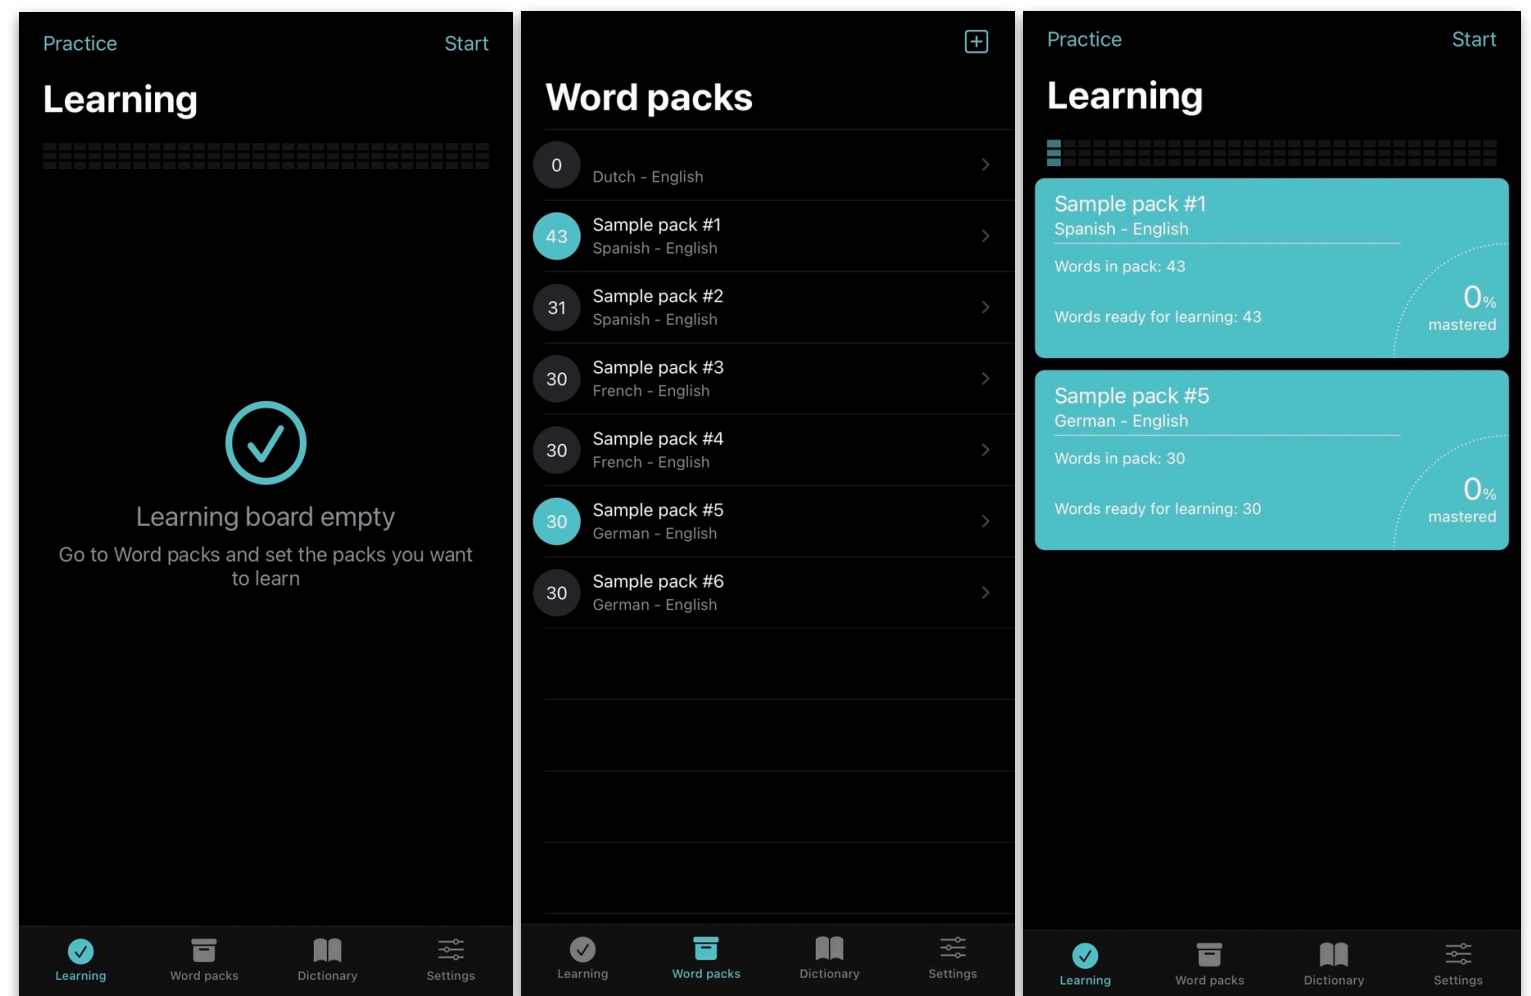 Practice
Start
Learning
Learning board empty
Go to Word packs and set the packs you want
to learn
Learning
Word packs
Dictionary
Settings
Word packs
0
Dutch - English
43
Sample pack #1
Spanish - English
31
Sample pack #2
Spanish - English
30
Sample pack #3
French - English
30
Sample pack #4
French - English
30
Sample pack #5
German - English
30
Sample pack #6
German - English
Learning
Word packs
Dictionary
Settings
Practice
Start
Learning
Sample pack #1
Spanish - English
Words in pack: 43
Words ready for learning: 43
0%
mastered
Sample pack #5
German - English
Words in pack: 30
Words ready for learning: 30
0%
mastered
Learning
Word packs
Dictionary
Settings